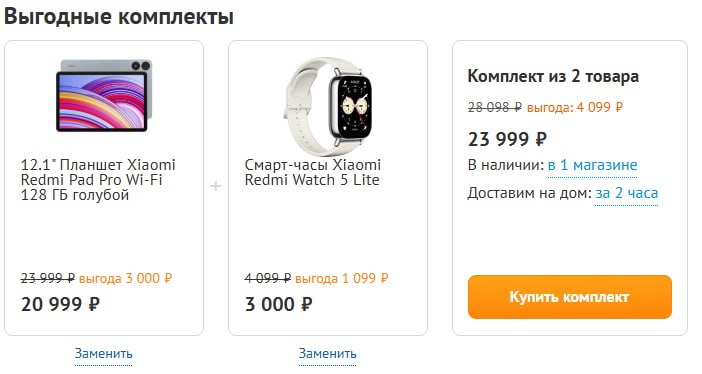 Выгодные комплекты
12.1" Планшет Xiaomi
Redmi Pad Pro Wi-Fi
128 ГБ голубой
23 999 ₽ выгода 3 000 ₽
20 999 ₽
Заменить
+
Смарт-часы Xiaomi
Redmi Watch 5 Lite
4 099 ₽ выгода 1 099 ₽
3 000 ₽
Заменить
Комплект из 2 товара
28 098 ₽ выгода: 4 099 ₽
23 999 ₽
В наличии: в 1 магазине
Доставим на дом: за 2 часа
Купить комплект